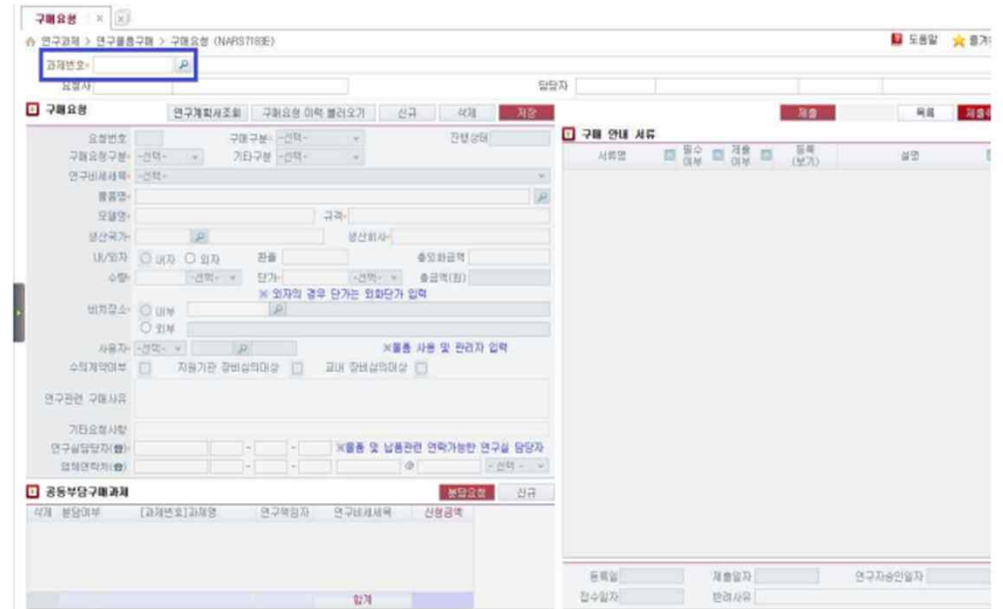 구매요청 x x
연구과제 > 연구물품구매 > 구매요청 (NARS7183E) 도움말
과제번호*
요청자 담당자
구매요청 연구계획서조회 구매요청 이력 불러오기 신규 삭제 저장 제출 목록
요청번호 구매구분* -선택- 진행상태 구매 안내 서류
구매요청구분* -선택- 기타구분 -선택- 서류명 필수여부 제출여부 등록(보기) 설명
연구비세세목* -선택-
물품명*
모델명* 규격*
생산국가* 생산회사*
내/외자 내자 외자 환율 총외화금액
수량* -선택- 단가* -선택- 총금액(원)
※ 외자의 경우 단가는 외화단가 입력
비치장소* 내부
외부
사용자* -선택- ※물품 사용 및 관리자 입력
수의계약여부 지원기관 장비심의대상 교내 장비심의대상
연구관련 구매사유
기타요청사항
연구실담당자(☎)* - - ※물품 및 납품관련 연락가능한 연구실 담당자
업체연락처(☎) - - @ -선택-
공동부담구매과제 분담요청 신규
삭제 분담여부 [과제번호]과제명 연구책임자 연구비세세목 신청금액
등록일 제출일자 연구자승인일자
합계 접수일자 반려사유